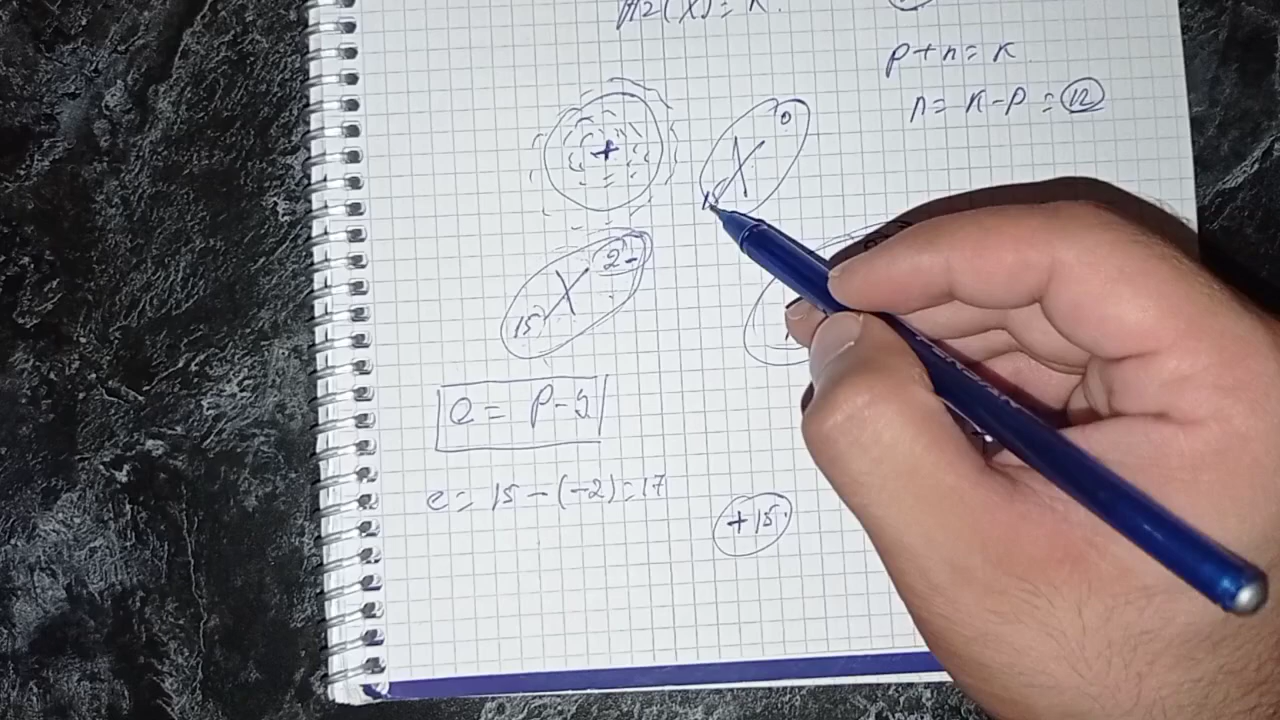 p+n=K
n=K-p=12
+
X 0
15 X 2-
e= p-q
e= 15-(-2)=17
+15